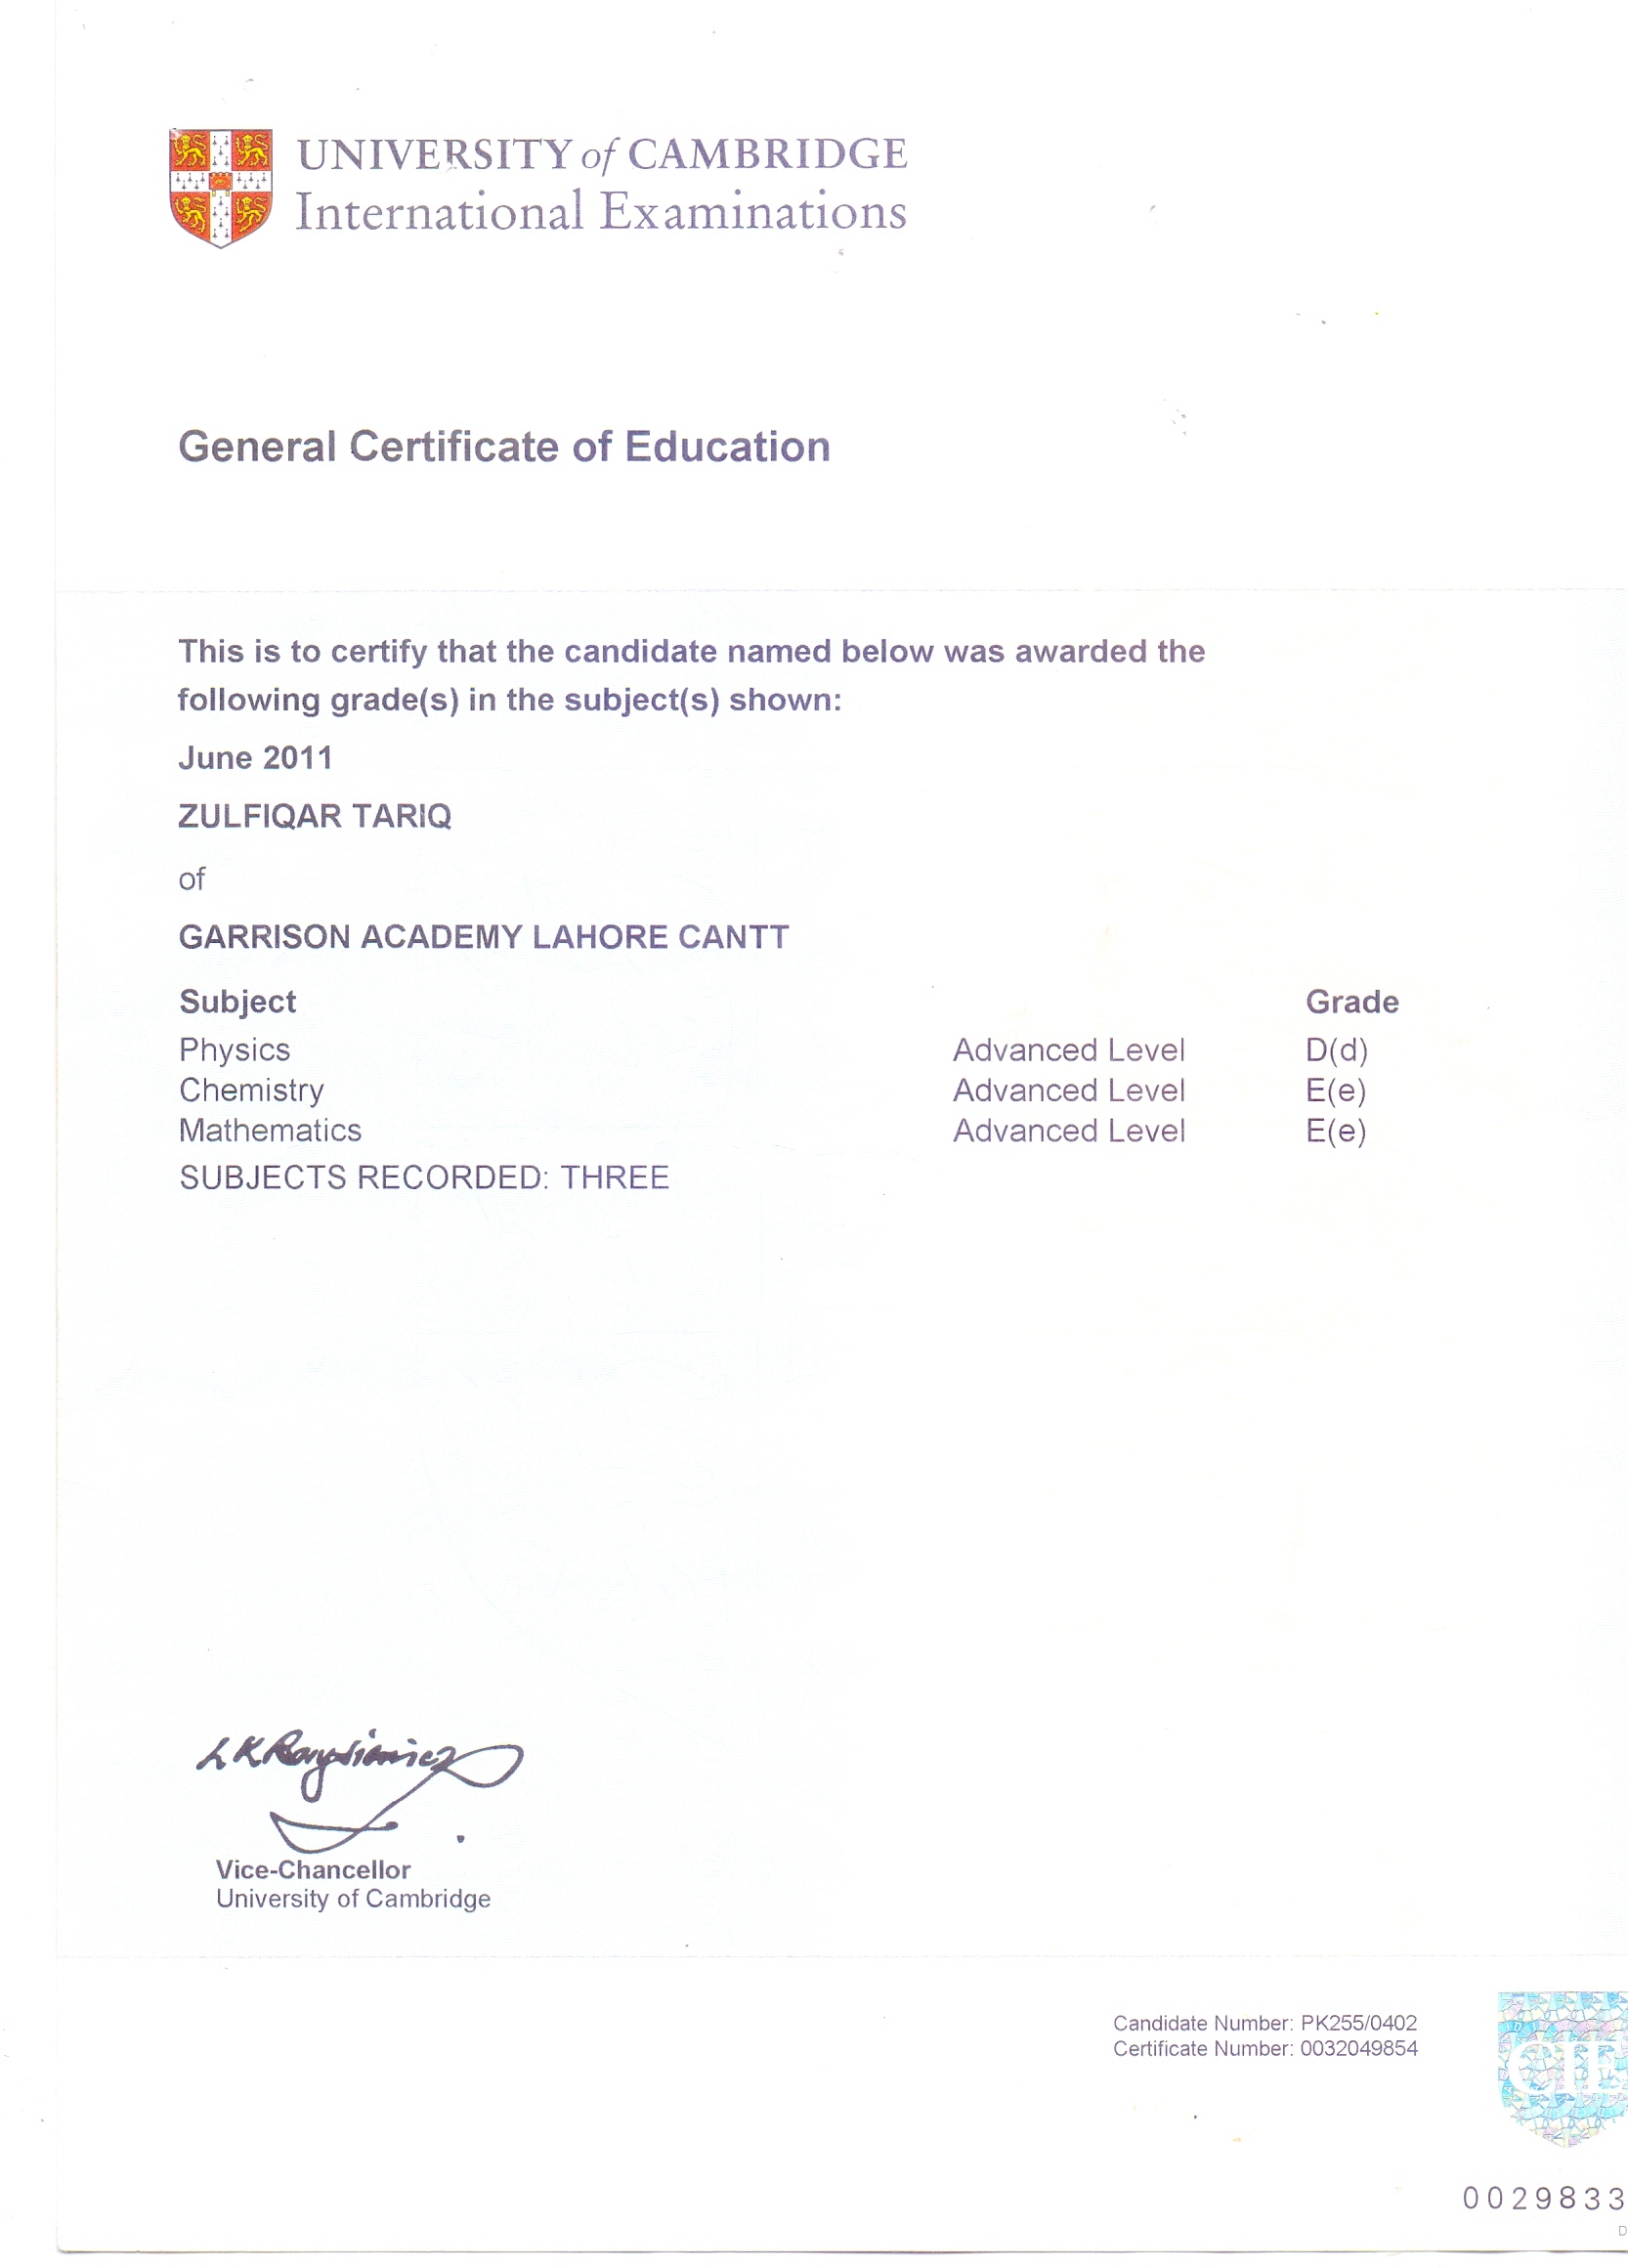 UNIVERSITY of CAMBRIDGE
International Examinations
General Certificate of Education
This is to certify that the candidate named below was awarded the
following grade(s) in the subject(s) shown:
June 2011
ZULFIQAR TARIQ
of
GARRISON ACADEMY LAHORE CANTT
Subject Grade
Physics Advanced Level D(d)
Chemistry Advanced Level E(e)
Mathematics Advanced Level E(e)
SUBJECTS RECORDED: THREE
Vice-Chancellor
University of Cambridge
Candidate Number: PK255/0402
Certificate Number: 0032049854
CIE
0029833
D